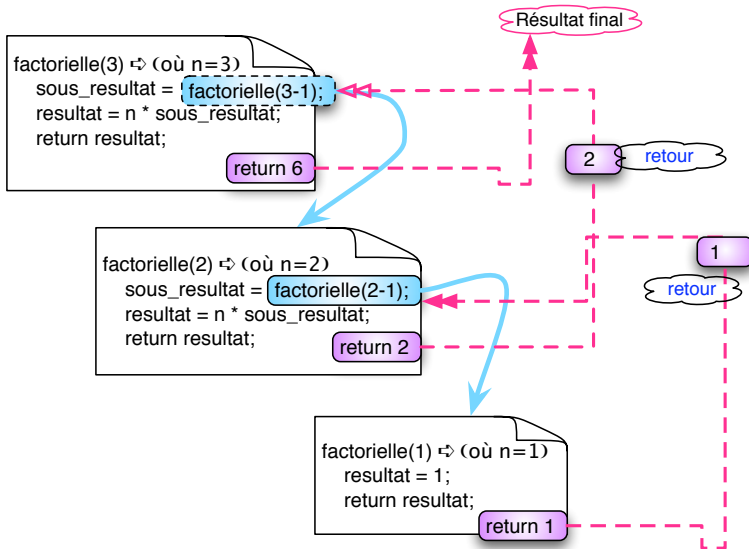 Résultat final
factorielle(3) ➪ (où n=3)
sous_resultat = factorielle(3-1);
resultat = n * sous_resultat;
return resultat;
return 6
2
retour
1
retour
factorielle(2) ➪ (où n=2)
sous_resultat = factorielle(2-1);
resultat = n * sous_resultat;
return resultat;
return 2
factorielle(1) ➪ (où n=1)
resultat = 1;
return resultat;
return 1